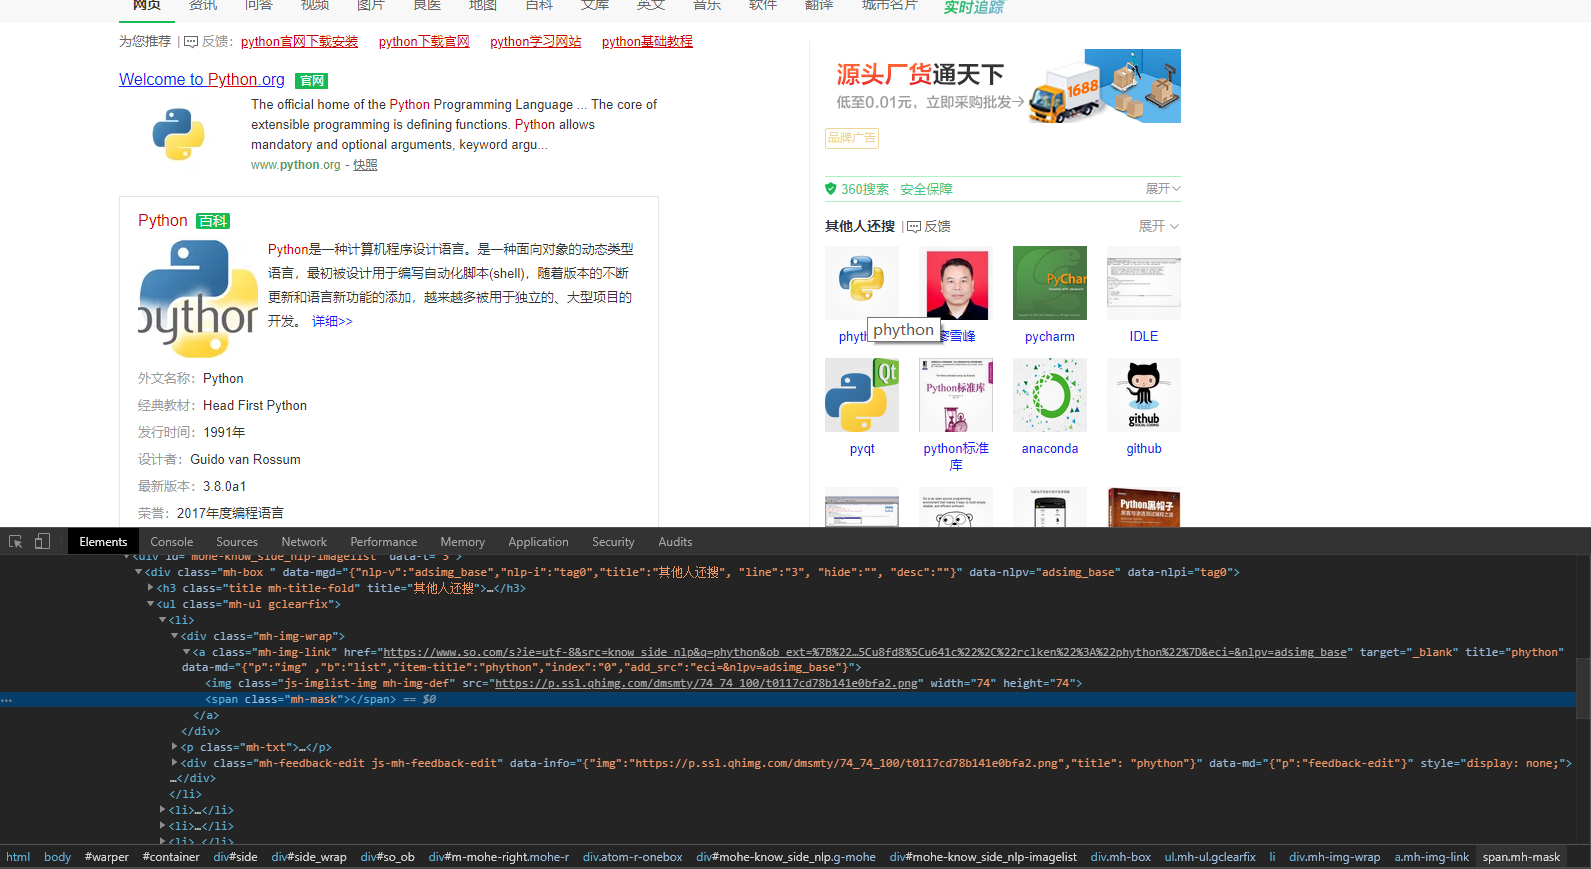 网页 资讯 问答 视频 图片 良医 地图 百科 文库 英文 音乐 软件 翻译 城市名片 实时追踪
为您推荐 | 反馈： python官网下载安装 python下载官网 python学习网站 python基础教程
Welcome to Python.org 官网
The official home of the Python Programming Language ... The core of
extensible programming is defining functions. Python allows
mandatory and optional arguments, keyword argu...
www.python.org - 快照
Python 百科
Python是一种计算机程序设计语言。是一种面向对象的动态类型
语言，最初被设计用于编写自动化脚本(shell)，随着版本的不断
更新和语言新功能的添加，越来越多被用于独立的、大型项目的
开发。 详细>>
python
外文名称： Python
经典教材： Head First Python
发行时间： 1991年
设计者： Guido van Rossum
最新版本： 3.8.0a1
荣誉： 2017年度编程语言
源头厂货通天下
低至0.01元，立即采购批发→
1688
品牌广告
360搜索 · 安全保障 展开
其他人还搜 | 反馈 展开
PyChar
phyth 廖雪峰 pycharm IDLE
phython
Qt
Python标准库
github
SOCIAL CODING
pyqt python标准库 anaconda github
Python黑帽子
Elements Console Sources Network Performance Memory Application Security Audits
<div id="mohe-know_side_nlp-imagelist" data-t="5">
<div class="mh-box " data-mgd="{"nlp-v":"adsimg_base","nlp-i":"tag0","title":"其他人还搜", "line":"3", "hide":"", "desc":""}" data-nlpv="adsimg_base" data-nlpi="tag0">
<h3 class="title mh-title-fold" title="其他人还搜">…</h3>
<ul class="mh-ul gclearfix">
<li>
<div class="mh-img-wrap">
<a class="mh-img-link" href="https://www.so.com/s?ie=utf-8&src=know_side_nlp&q=phython&ob_ext=%7B%22…5Cu8fd8%5Cu641c%22%2C%22rclken%22%3A%22phython%22%7D&eci=&nlpv=adsimg_base" target="_blank" title="phython"
data-md="{"p":"img" ,"b":"list","item-title":"phython","index":"0","add_src":"eci=&nlpv=adsimg_base"}">
<img class="js-imglist-img mh-img-def" src="https://p.ssl.qhimg.com/dmsmty/74_74_100/t0117cd78b141e0bfa2.png" width="74" height="74">
<span class="mh-mask"></span> == $0
</a>
</div>
<p class="mh-txt">…</p>
<div class="mh-feedback-edit js-mh-feedback-edit" data-info="{"img":"https://p.ssl.qhimg.com/dmsmty/74_74_100/t0117cd78b141e0bfa2.png","title": "phython"}" data-md="{"p":"feedback-edit"}" style="display: none;">
…</div>
</li>
<li>…</li>
<li>…</li>
<li>…</li>
html body #warper #container div#side div#side_wrap div#so_ob div#m-mohe-right.mohe-r div.atom-r-onebox div#mohe-know_side_nlp.g-mohe div#mohe-know_side_nlp-imagelist div.mh-box ul.mh-ul.gclearfix li div.mh-img-wrap a.mh-img-link span.mh-mask